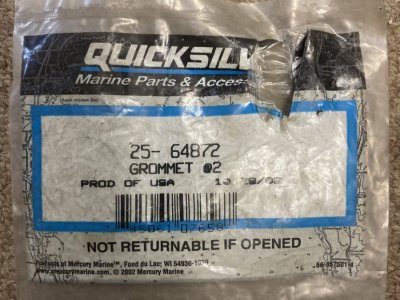 QUICKSILV
Marine Parts & Access
25- 64872
GROMMET @2
PROD OF USA
NOT RETURNABLE IF OPENED
Products of Mercury Marine™, Fond du Lac, WI 54936-1939
www.mercurymarine.com © 2002 Mercury Marine